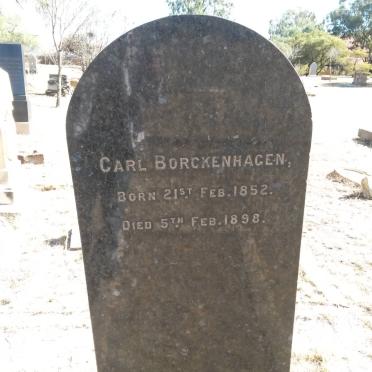 CARL BORCKENHAGEN,
BORN 21ST FEB. 1852.
DIED 5TH FEB. 1898.